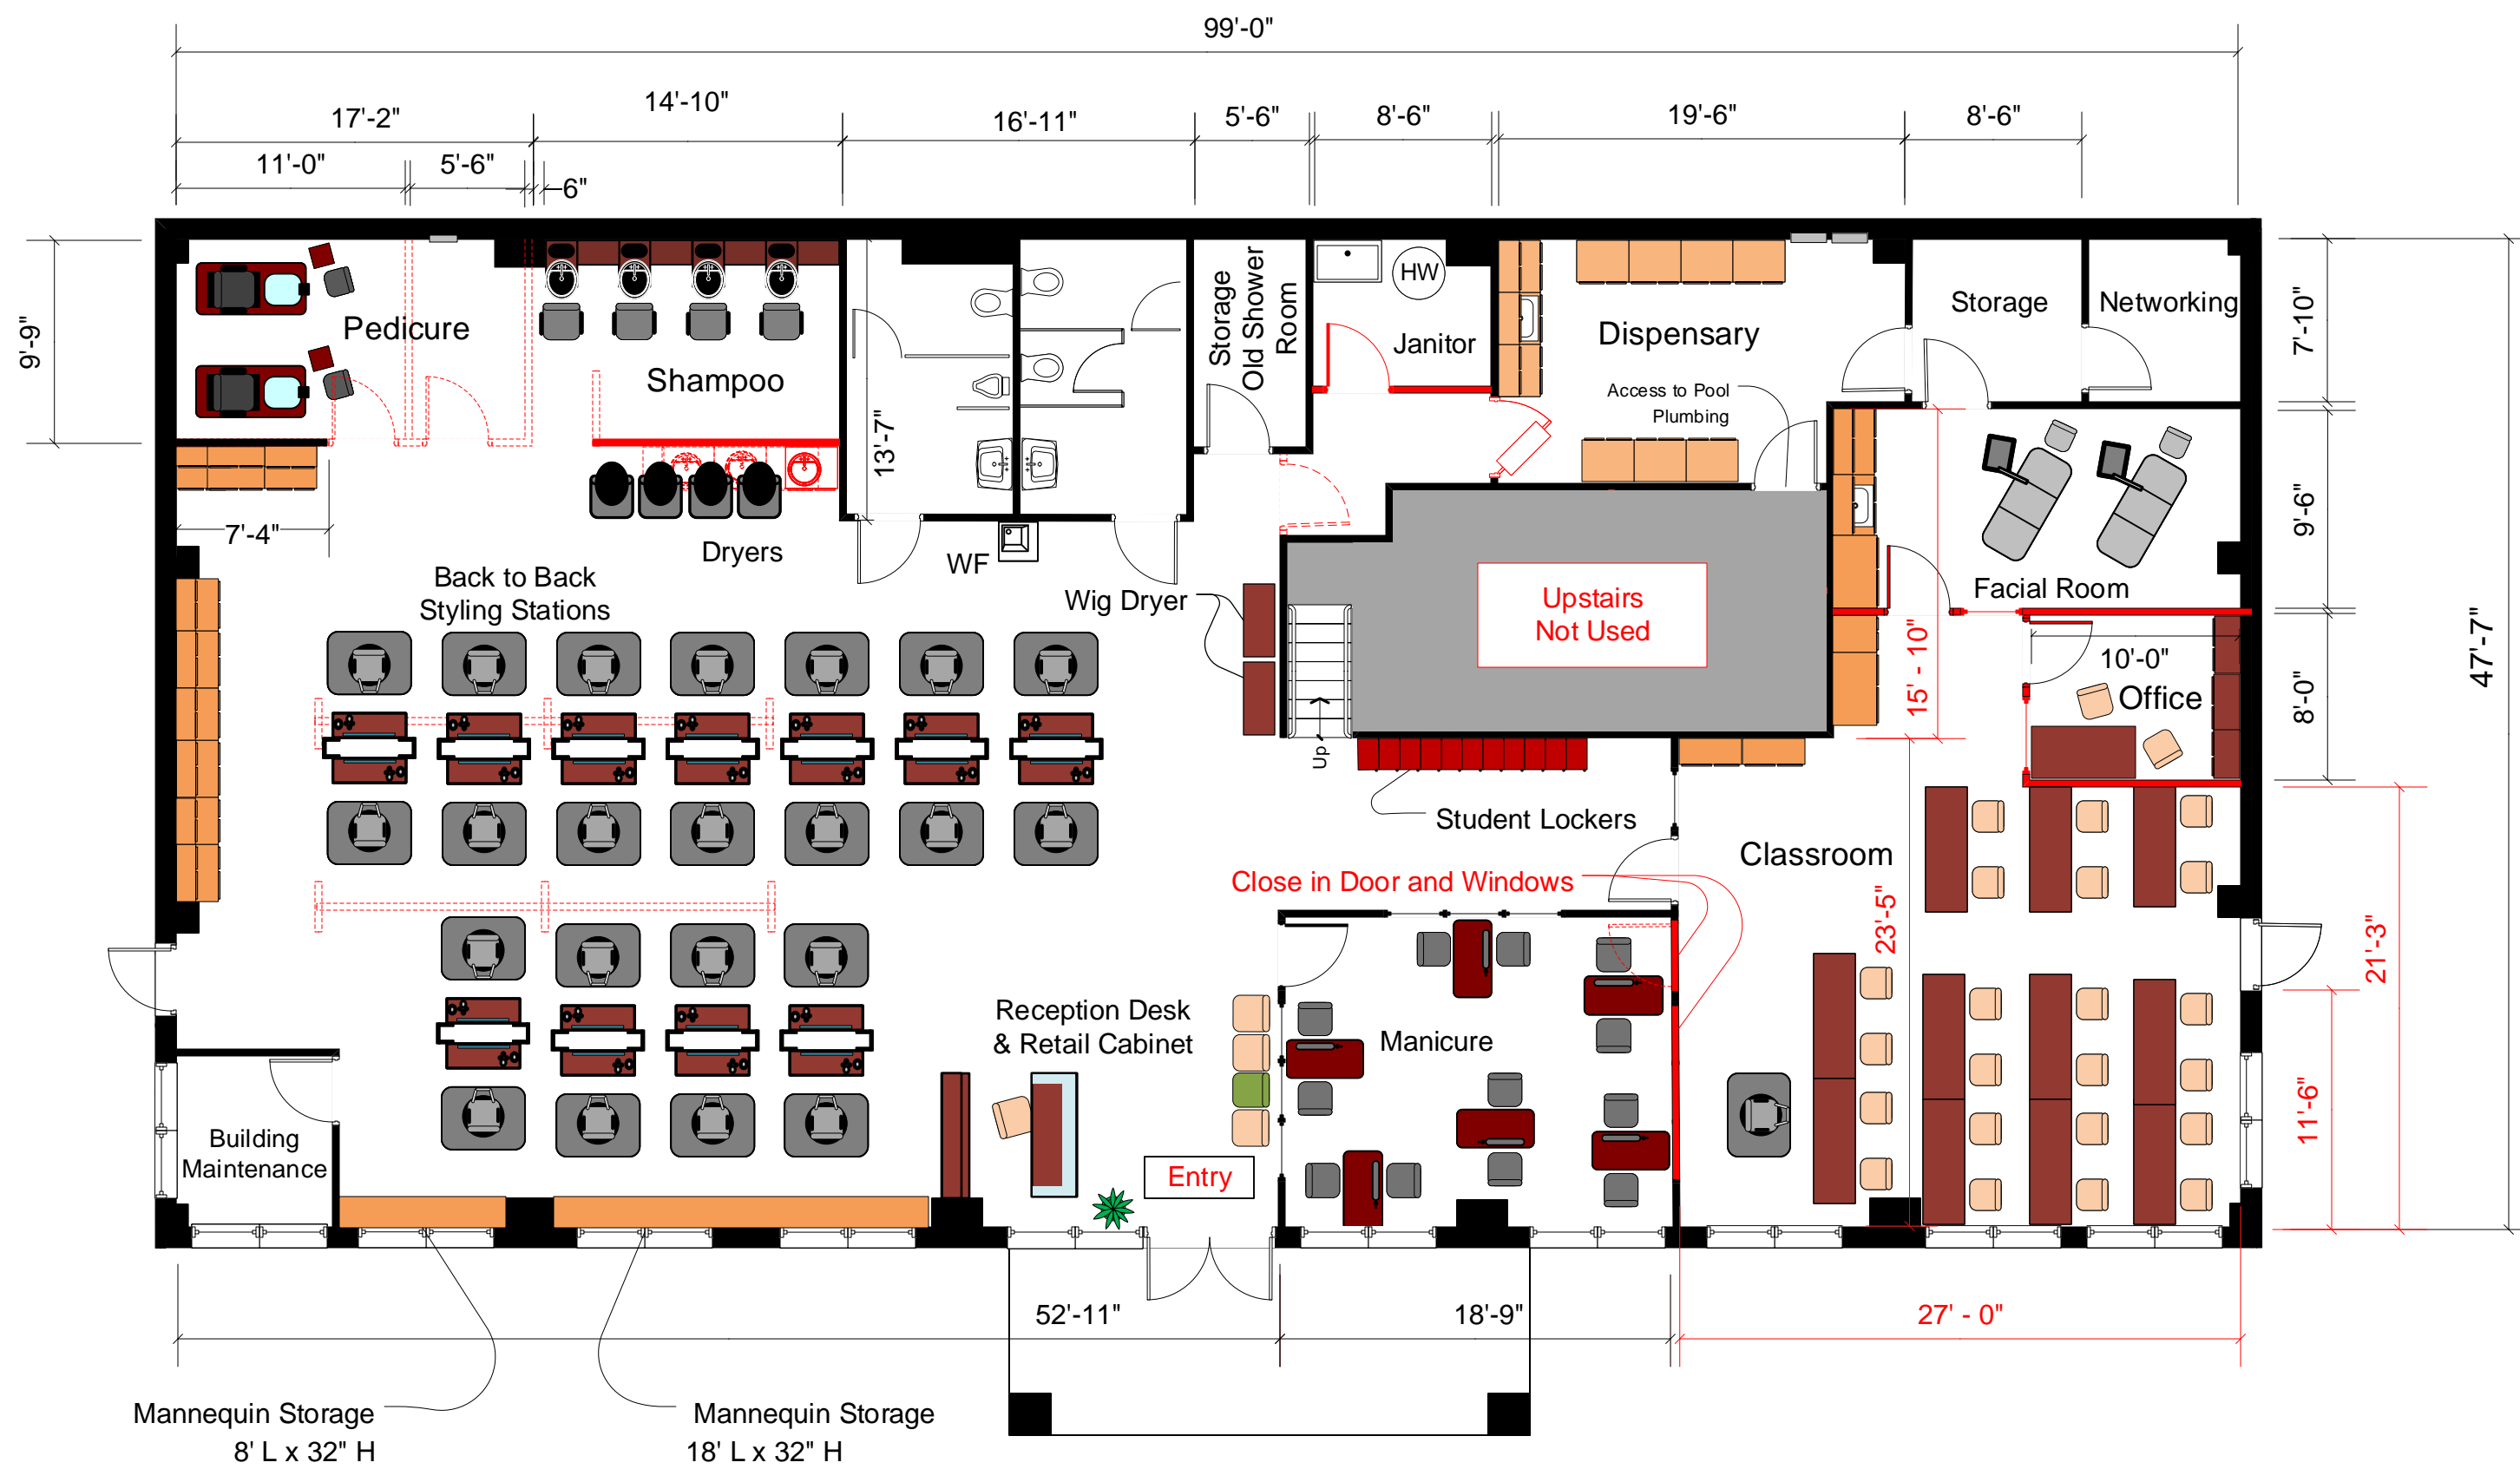 99'-0"
17'-2"
14'-10"
16'-11"
5'-6"
8'-6"
19'-6"
8'-6"
11'-0"
5'-6"
6"
9'-9"
Pedicure
Shampoo
13'-7"
Storage
Old Shower
Room
HW
Janitor
Dispensary
Access to Pool
Plumbing
Storage
Networking
7'-10"
7'-4"
Dryers
WF
Back to Back
Styling Stations
Wig Dryer
Upstairs
Not Used
Up
Facial Room
9'-6"
15' - 10"
10'-0"
Office
8'-0"
47'-7"
Student Lockers
Close in Door and Windows
Classroom
23'-5"
21'-3"
11'-6"
Reception Desk
& Retail Cabinet
Manicure
Building
Maintenance
Entry
52'-11"
18'-9"
27' - 0"
Mannequin Storage
8' L x 32" H
Mannequin Storage
18' L x 32" H